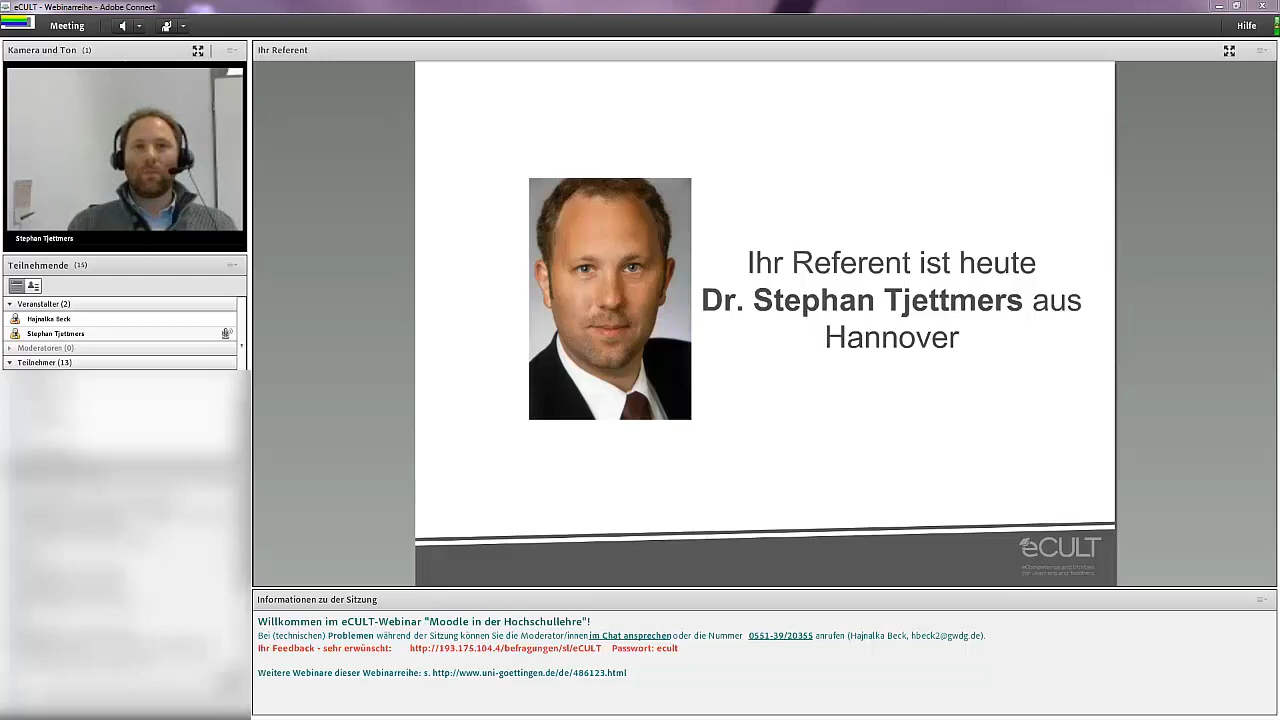 eCULT - Webinarreihe - Adobe Connect
Meeting
Hilfe
Kamera und Ton (1)
Ihr Referent
Stephan Tjettmers
Ihr Referent ist heute
Dr. Stephan Tjettmers aus
Hannover
Teilnehmende (15)
Veranstalter (2)
Hajnalka Beck
Stephan Tjettmers
Moderatoren (0)
Teilnehmer (13)
eCULT
Informationen zu der Sitzung
Willkommen im eCULT-Webinar "Moodle in der Hochschullehre"!
Bei (technischen) Problemen während der Sitzung können Sie die Moderator/innen im Chat ansprechen oder die Nummer 0551-39/20355 anrufen (Hajnalka Beck, hbeck2@gwdg.de).
Ihr Feedback - sehr erwünscht: http://193.175.104.4/befragungen/sl/eCULT Passwort: ecult
Weitere Webinare dieser Webinarreihe: s. http://www.uni-goettingen.de/de/486123.html